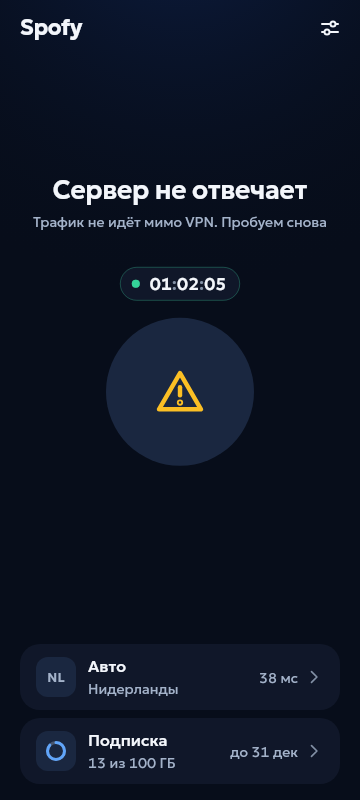 Spofy
Сервер не отвечает
Трафик не идёт мимо VPN. Пробуем снова
01:02:05
NL
Авто
Нидерланды
38 мс
Подписка
13 из 100 ГБ
до 31 дек